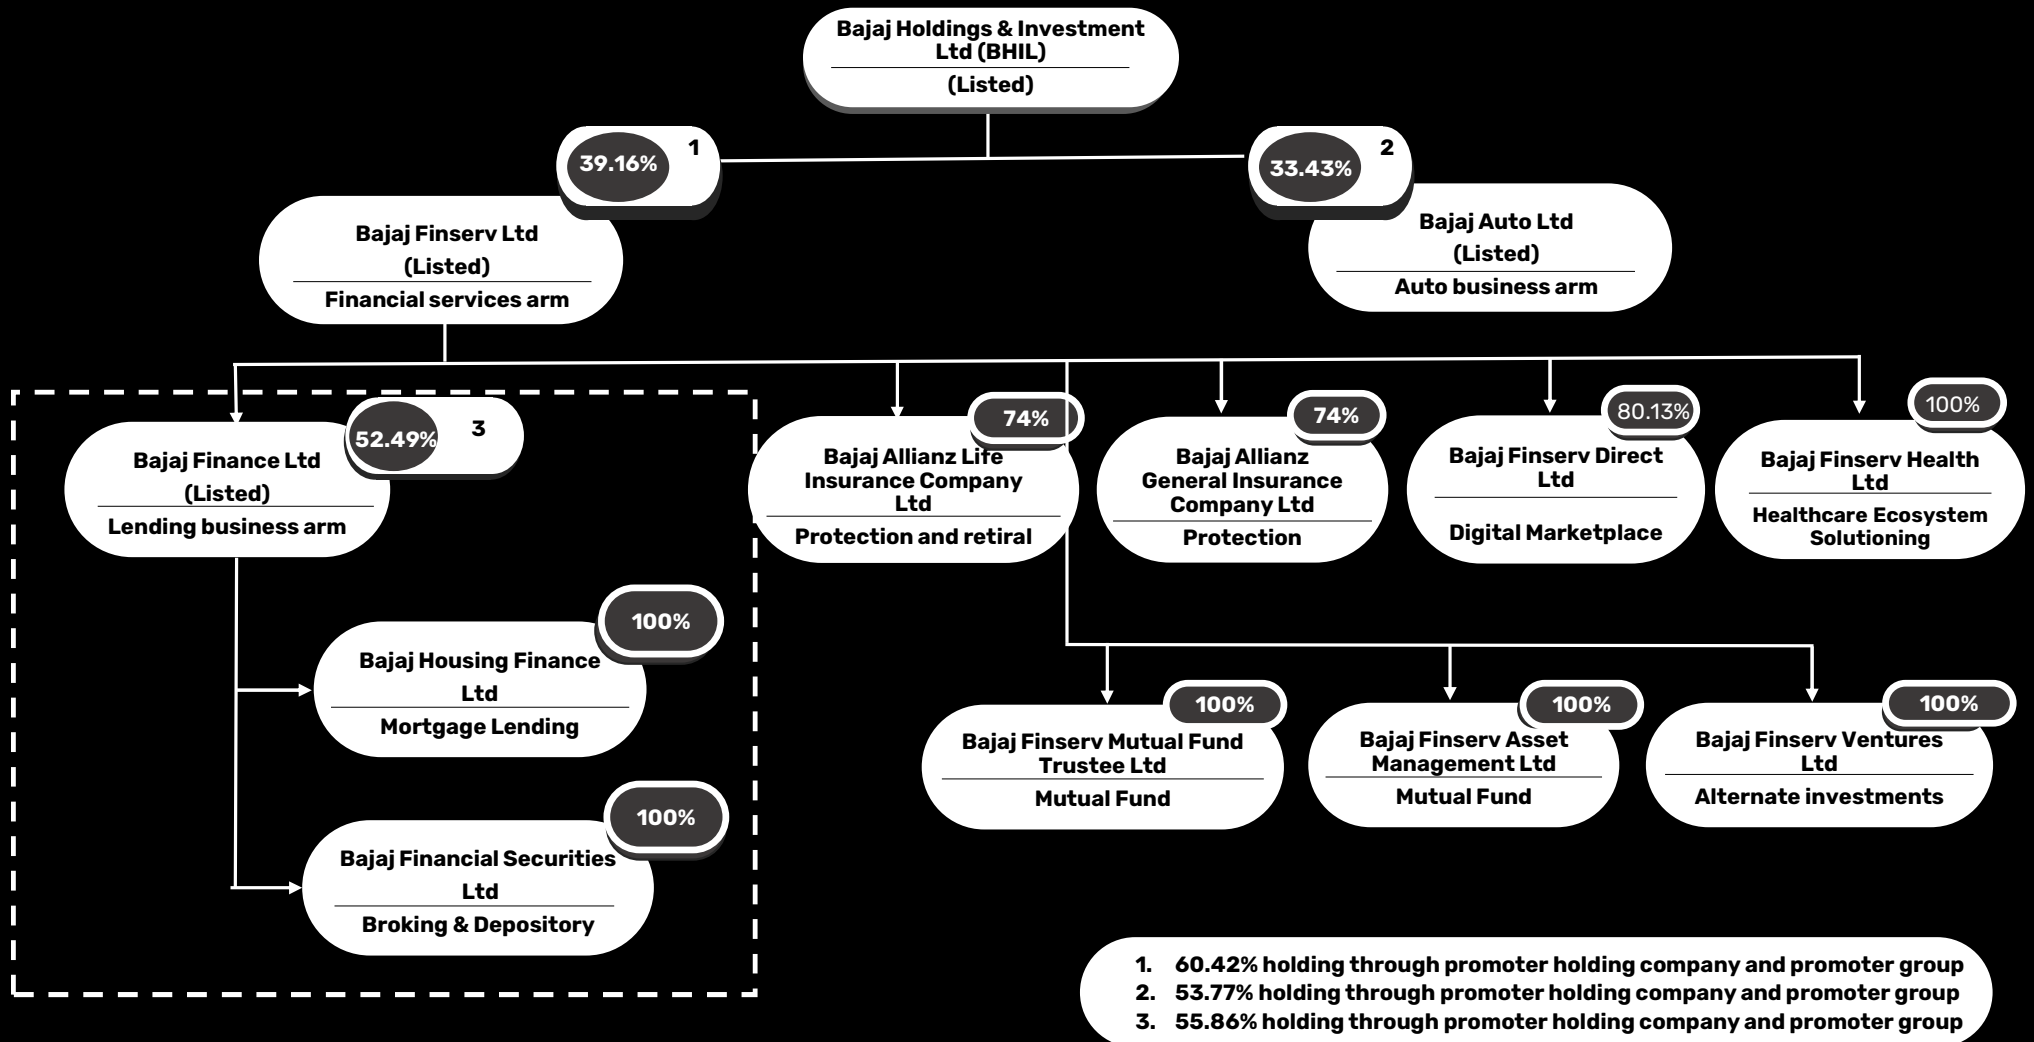 Bajaj Holdings & Investment
Ltd (BHIL)
(Listed)
39.16%
1
33.43%
2
Bajaj Finserv Ltd
(Listed)
Financial services arm
Bajaj Auto Ltd
(Listed)
Auto business arm
52.49%
3
Bajaj Finance Ltd
(Listed)
Lending business arm
74%
Bajaj Allianz Life
Insurance Company
Ltd
Protection and retiral
74%
Bajaj Allianz
General Insurance
Company Ltd
Protection
80.13%
Bajaj Finserv Direct
Ltd
Digital Marketplace
100%
Bajaj Finserv Health
Ltd
Healthcare Ecosystem
Solutioning
100%
Bajaj Housing Finance
Ltd
Mortgage Lending
100%
Bajaj Financial Securities
Ltd
Broking & Depository
100%
Bajaj Finserv Mutual Fund
Trustee Ltd
Mutual Fund
100%
Bajaj Finserv Asset
Management Ltd
Mutual Fund
100%
Bajaj Finserv Ventures
Ltd
Alternate investments
1. 60.42% holding through promoter holding company and promoter group
2. 53.77% holding through promoter holding company and promoter group
3. 55.86% holding through promoter holding company and promoter group